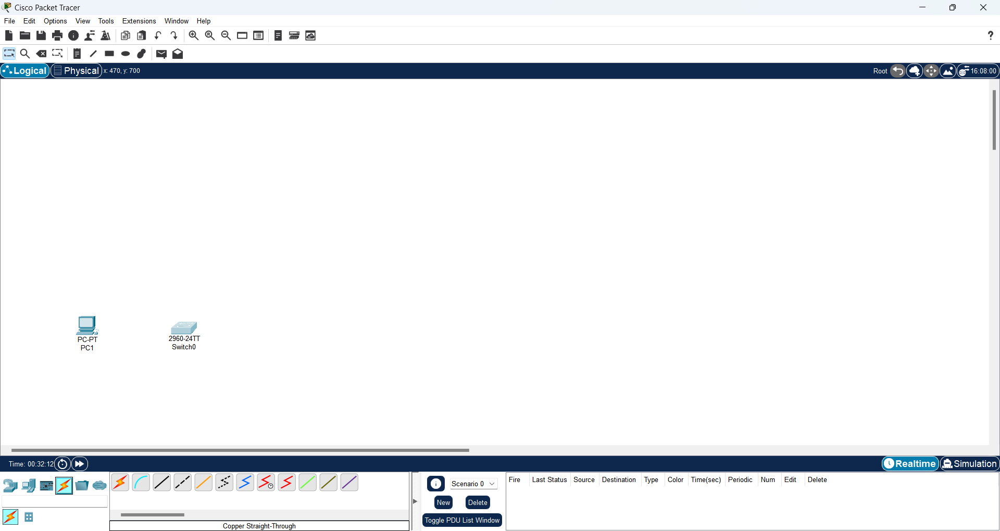 Cisco Packet Tracer
File Edit Options View Tools Extensions Window Help
Logical Physical x: 470, y: 700 Root 16:08:00
PC-PT
PC1
2960-24TT
Switch0
Time: 00:32:12 Realtime Simulation
Scenario 0
New Delete
Toggle PDU List Window
Fire Last Status Source Destination Type Color Time(sec) Periodic Num Edit Delete
Copper Straight-Through